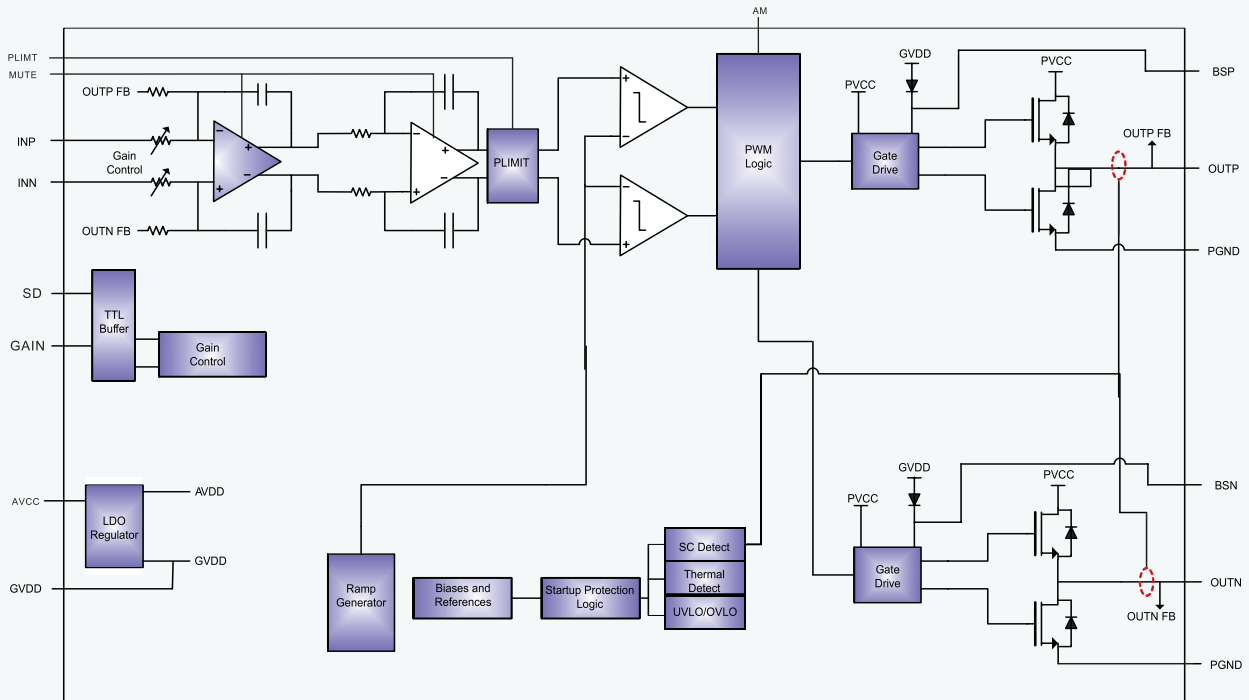 AM
PLIMT
MUTE
OUTP FB
INP
Gain
Control
INN
OUTN FB
PLIMIT
PWM
Logic
PVCC
GVDD
Gate
Drive
PVCC
BSP
OUTP FB
OUTP
PGND
SD
GAIN
TTL
Buffer
Gain
Control
AVCC
LDO
Regulator
AVDD
GVDD
GVDD
Ramp
Generator
Biases and
References
Startup Protection
Logic
SC Detect
Thermal
Detect
UVLO/OVLO
PVCC
GVDD
Gate
Drive
PVCC
BSN
OUTN
OUTN FB
PGND